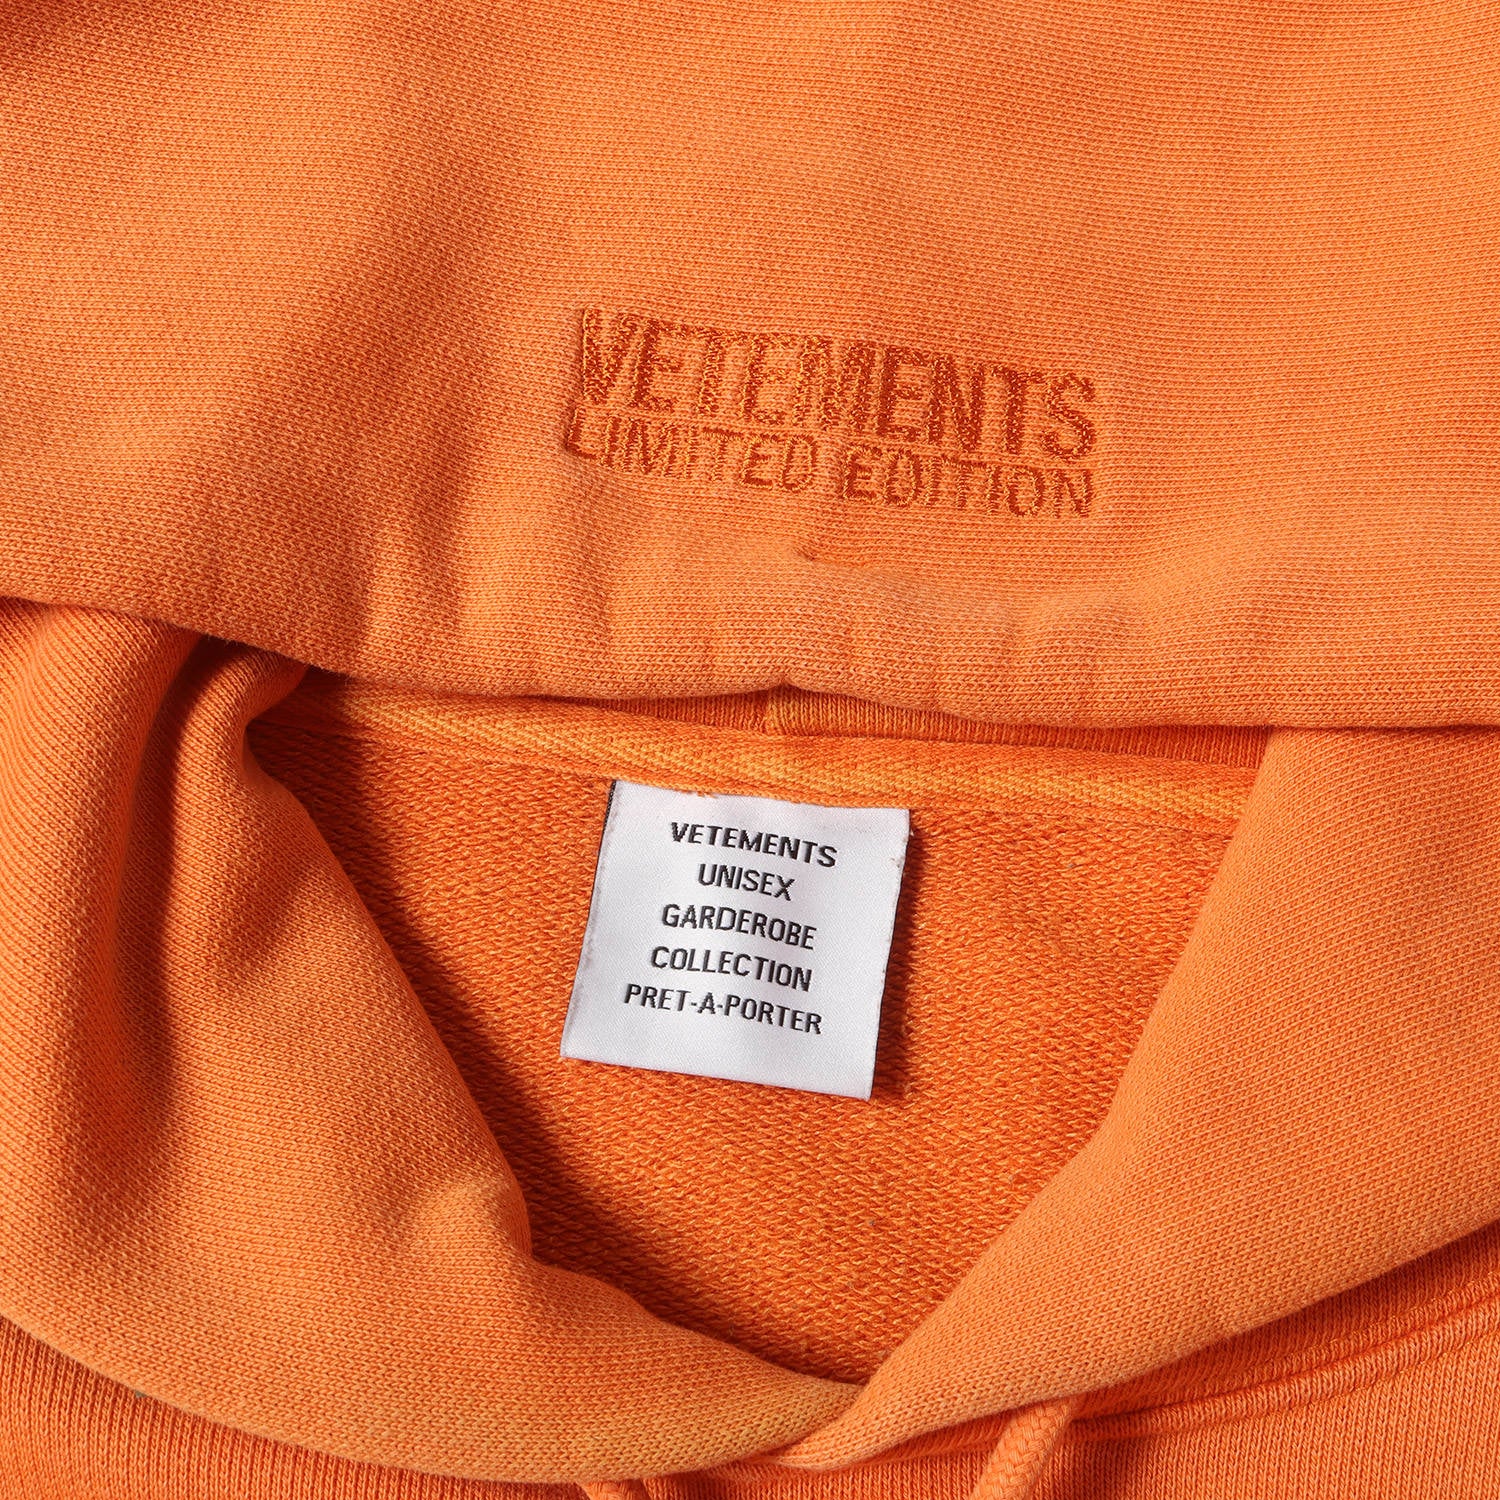 VETEMENTS
LIMITED EDITION
VETEMENTS
UNISEX
GARDEROBE
COLLECTION
PRET-A-PORTER